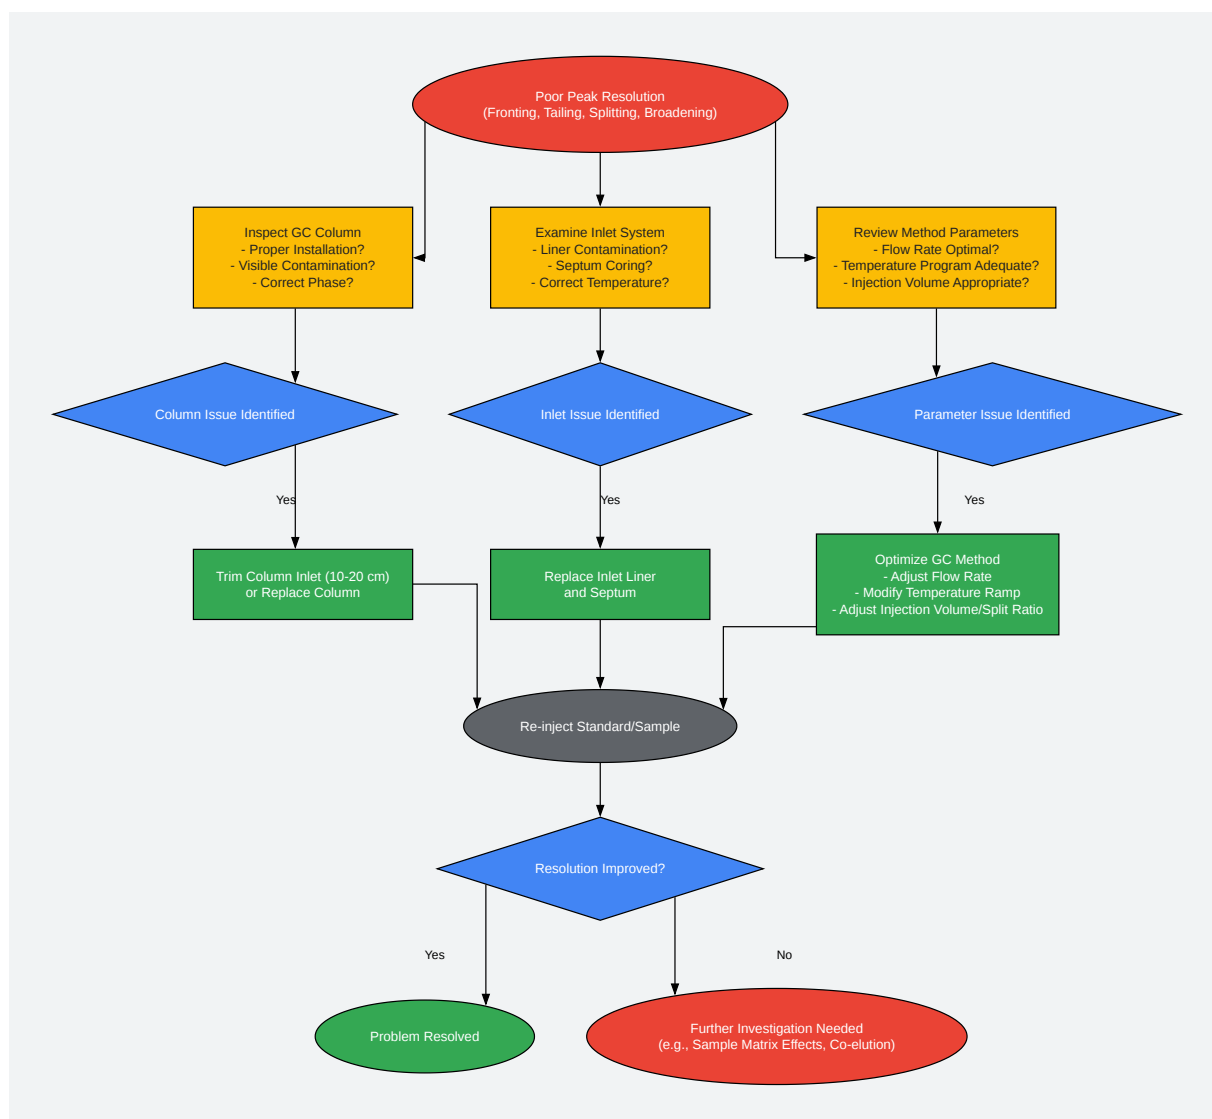 Poor Peak Resolution
(Fronting, Tailing, Splitting, Broadening)
Inspect GC Column
- Proper Installation?
- Visible Contamination?
- Correct Phase?
Examine Inlet System
- Liner Contamination?
- Septum Coring?
- Correct Temperature?
Review Method Parameters
- Flow Rate Optimal?
- Temperature Program Adequate?
- Injection Volume Appropriate?
Column Issue Identified
Inlet Issue Identified
Parameter Issue Identified
Yes
Yes
Yes
Trim Column Inlet (10-20 cm)
or Replace Column
Replace Inlet Liner
and Septum
Optimize GC Method
- Adjust Flow Rate
- Modify Temperature Ramp
- Adjust Injection Volume/Split Ratio
Re-inject Standard/Sample
Resolution Improved?
Yes
No
Problem Resolved
Further Investigation Needed
(e.g., Sample Matrix Effects, Co-elution)